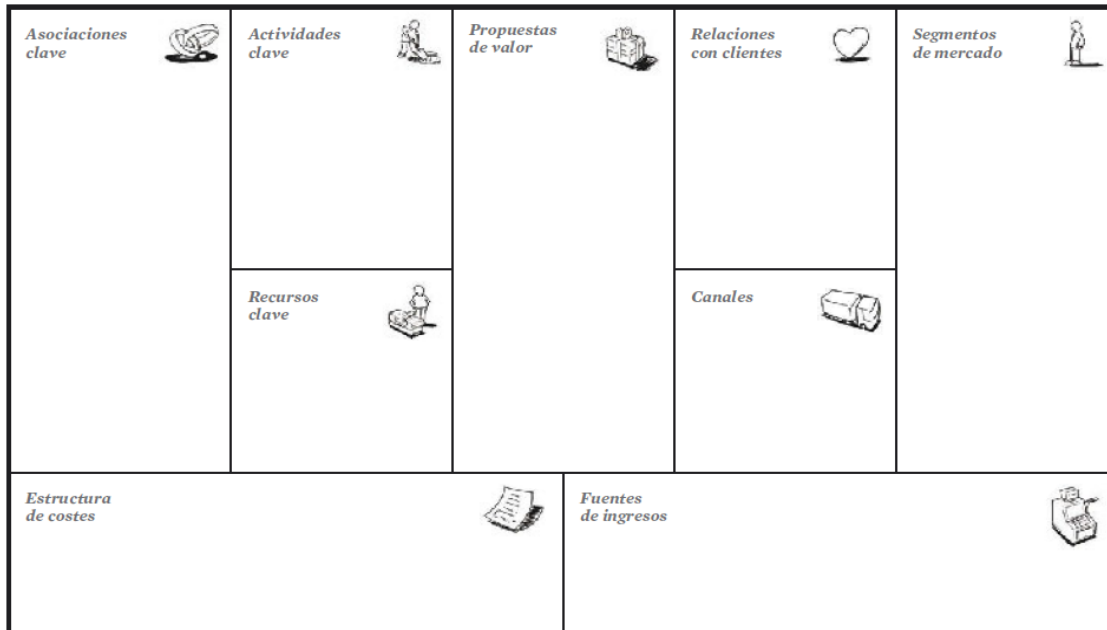 Asociaciones
clave
Actividades
clave
Propuestas
de valor
Relaciones
con clientes
Segmentos
de mercado
Recursos
clave
Canales
Estructura
de costes
Fuentes
de ingresos